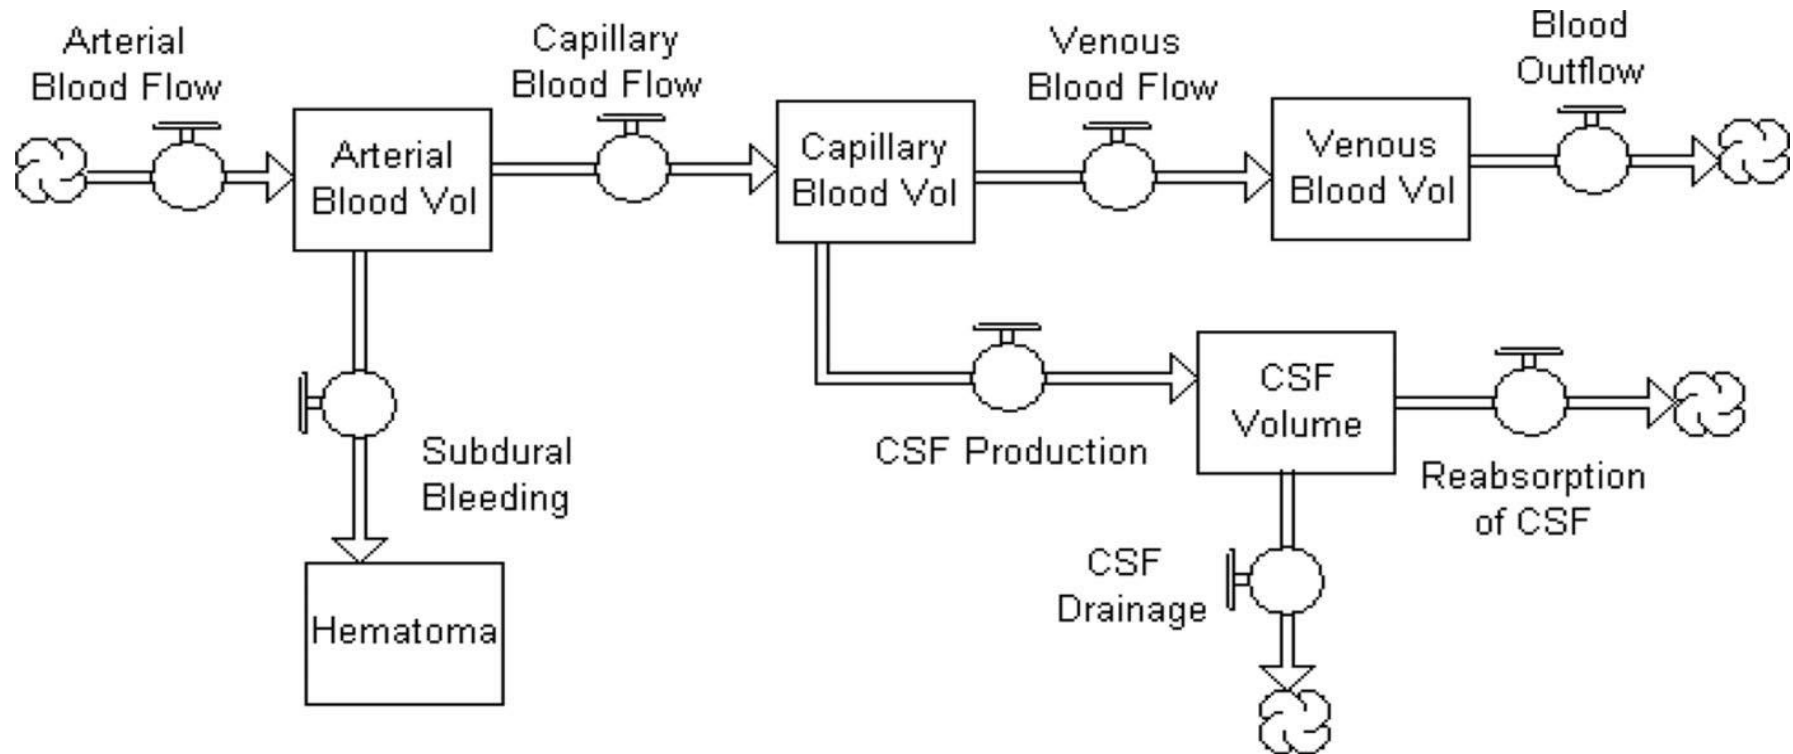 Arterial
Blood Flow
Capillary
Blood Flow
Venous
Blood Flow
Blood
Outflow
Arterial
Blood Vol
Capillary
Blood Vol
Venous
Blood Vol
Subdural
Bleeding
Hematoma
CSF Production
CSF
Volume
Reabsorption
of CSF
CSF
Drainage